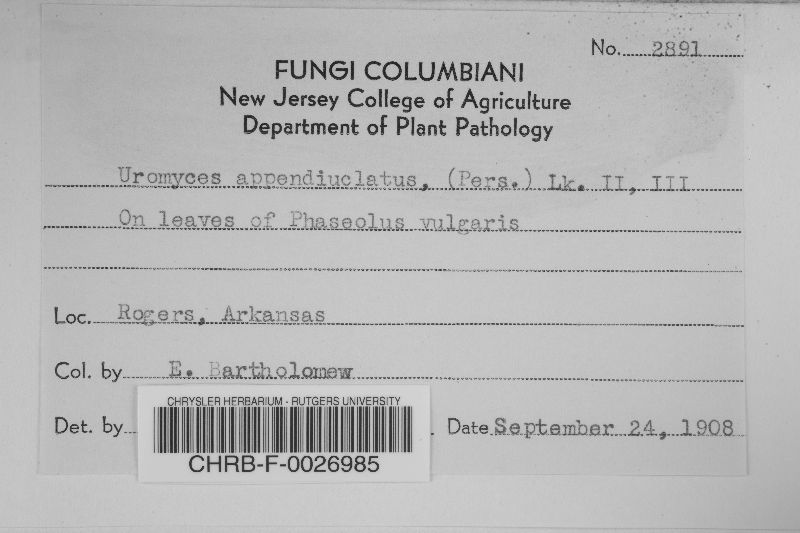 No. 2891
FUNGI COLUMBIANI
New Jersey College of Agriculture
Department of Plant Pathology
Uromyces appendiuclatus, (Pers.) Lk. II, III
On leaves of Phaseolus vulgaris
Loc. Rogers, Arkansas
Col. by E. Bartholomew
CHRYSLER HERBARIUM - RUTGERS UNIVERSITY
Det. by
Date September 24, 1908
CHRB-F-0026985